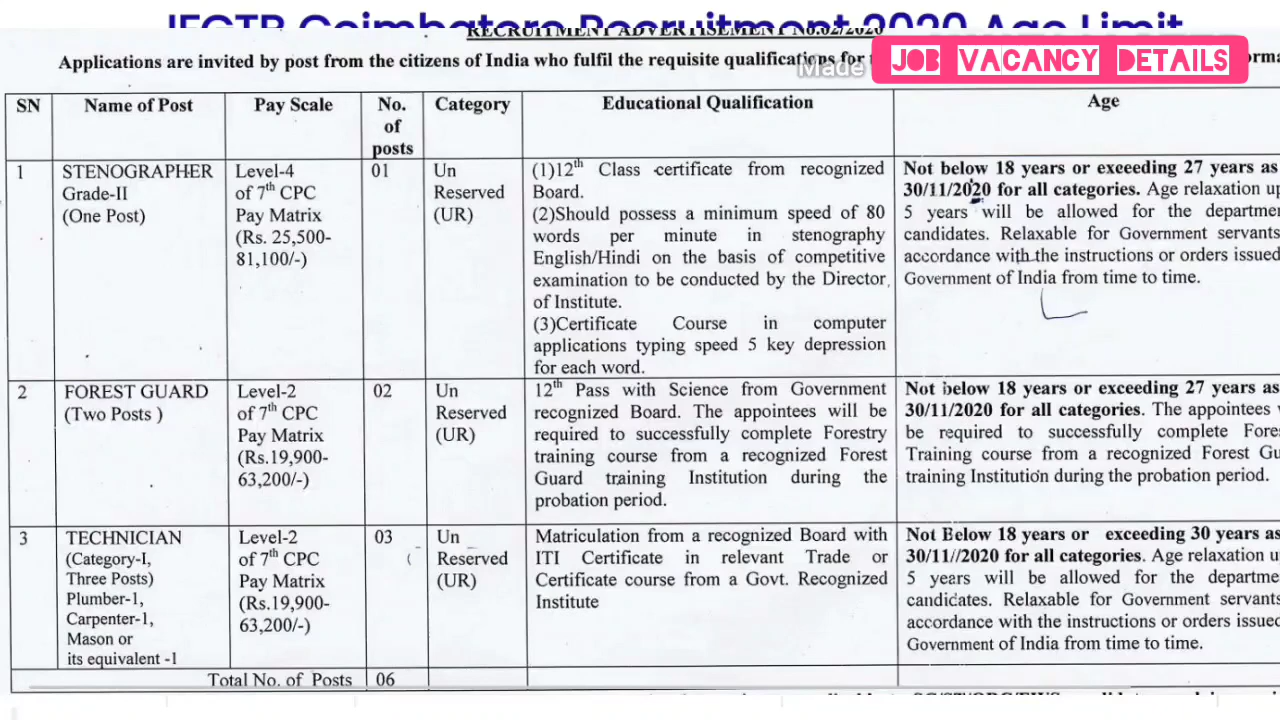 IFGTB Coimbatore Recruitment 2020 Age Limit
RECRUITMENT ADVERTISEMENT No.02/2020
Applications are invited by post from the citizens of India who fulfil the requisite qualifications for
Made
JOB VACANCY DETAILS
SN
Name of Post
Pay Scale
No.
of
posts
Category
Educational Qualification
Age
1
STENOGRAPHER
Grade-II
(One Post)
Level-4
of 7th CPC
Pay Matrix
(Rs. 25,500-
81,100/-)
01
Un
Reserved
(UR)
(1)12th Class certificate from recognized
Board.
(2)Should possess a minimum speed of 80
words per minute in stenography
English/Hindi on the basis of competitive
examination to be conducted by the Director
of Institute.
(3)Certificate Course in computer
applications typing speed 5 key depression
for each word.
Not below 18 years or exceeding 27 years as
30/11/2020 for all categories. Age relaxation up
5 years will be allowed for the departmen
candidates. Relaxable for Government servants
accordance with the instructions or orders issued
Government of India from time to time.
2
FOREST GUARD
(Two Posts )
Level-2
of 7th CPC
Pay Matrix
(Rs.19,900-
63,200/-)
02
Un
Reserved
(UR)
12th Pass with Science from Government
recognized Board. The appointees will be
required to successfully complete Forestry
training course from a recognized Forest
Guard training Institution during the
probation period.
Not below 18 years or exceeding 27 years as
30/11/2020 for all categories. The appointees
be required to successfully complete Fores
Training course from a recognized Forest Gu
training Institution during the probation period.
3
TECHNICIAN
(Category-I,
Three Posts)
Plumber-1,
Carpenter-1,
Mason or
its equivalent -1
Level-2
of 7th CPC
Pay Matrix
(Rs.19,900-
63,200/-)
03
Un
Reserved
(UR)
Matriculation from a recognized Board with
ITI Certificate in relevant Trade or
Certificate course from a Govt. Recognized
Institute
Not Below 18 years or exceeding 30 years as
30/11//2020 for all categories. Age relaxation u
5 years will be allowed for the departmen
candidates. Relaxable for Government servants
accordance with the instructions or orders issued
Government of India from time to time.
Total No. of Posts
06